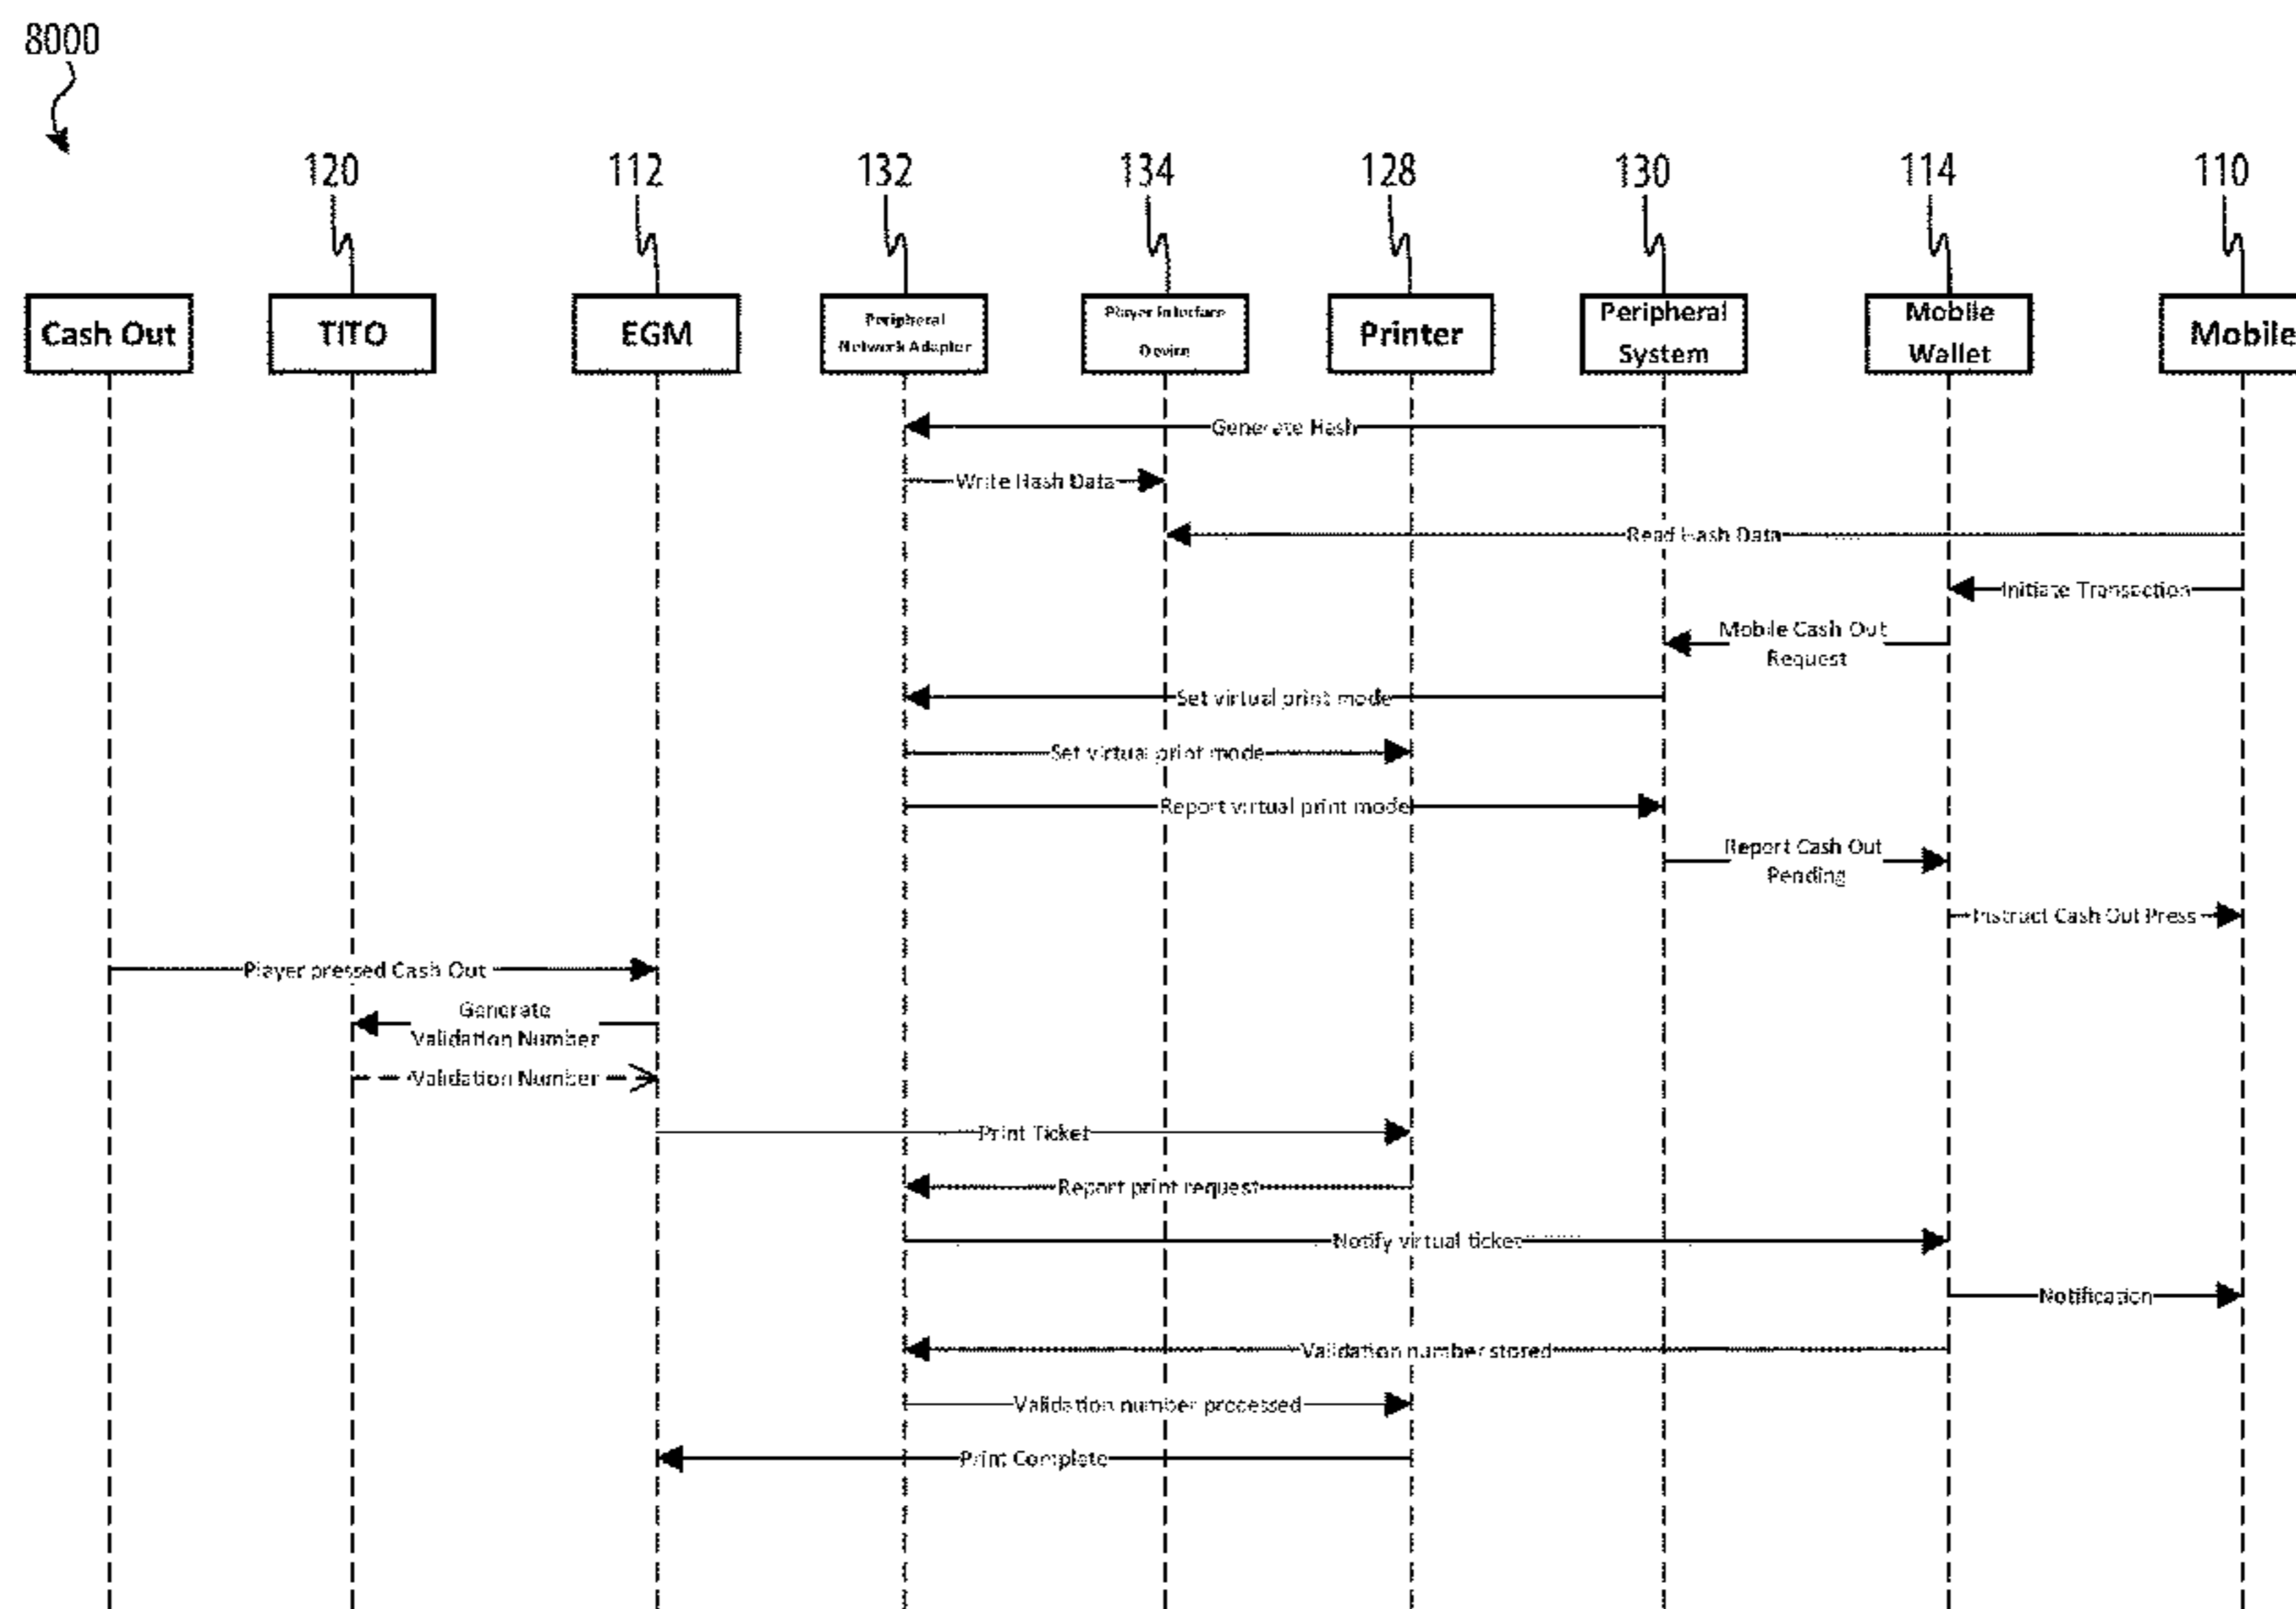 8000
120
112
132
134
128
130
114
110
Cash Out
TITO
EGM
Peripheral
Network Adapter
Player Interface
Device
Printer
Peripheral
System
Mobile
Wallet
Mobile
Generate Hash
Write Hash Data
Read Hash Data
Initiate Transaction
Mobile Cash Out
Request
Set virtual print mode
Set virtual print mode
Report virtual print mode
Report Cash Out
Pending
Instruct Cash Out Press
Player pressed Cash Out
Generate
Validation Number
Validation Number
Print Ticket
Report print request
Notify virtual ticket
Notification
Validation number stored
Validation number processed
Print Complete